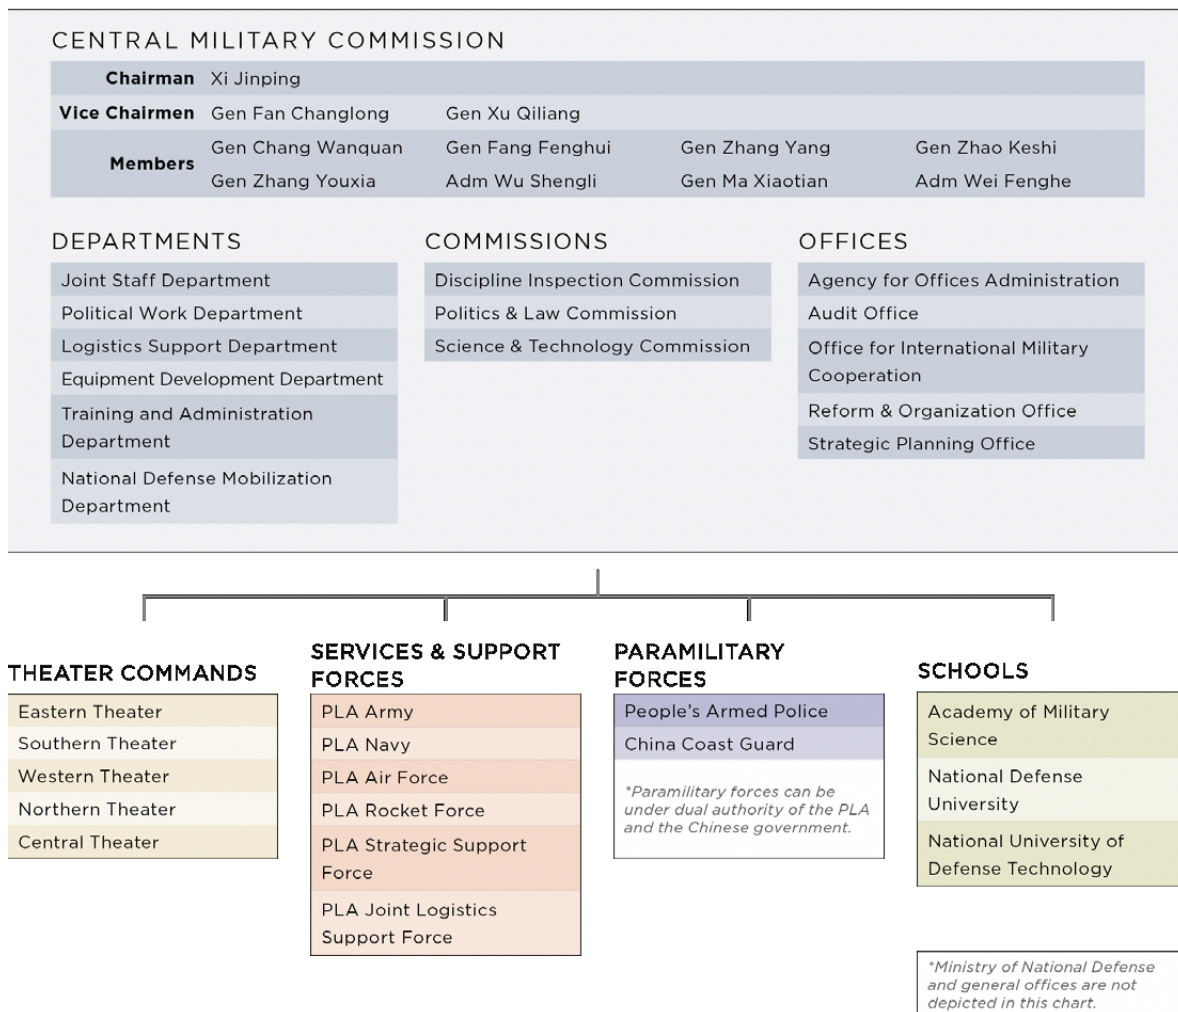 CENTRAL MILITARY COMMISSION
Chairman Xi Jinping
Vice Chairmen Gen Fan Changlong Gen Xu Qiliang
Members
Gen Chang Wanquan Gen Fang Fenghui Gen Zhang Yang Gen Zhao Keshi
Gen Zhang Youxia Adm Wu Shengli Gen Ma Xiaotian Adm Wei Fenghe
DEPARTMENTS
Joint Staff Department
Political Work Department
Logistics Support Department
Equipment Development Department
Training and Administration
Department
National Defense Mobilization
Department
COMMISSIONS
Discipline Inspection Commission
Politics & Law Commission
Science & Technology Commission
OFFICES
Agency for Offices Administration
Audit Office
Office for International Military
Cooperation
Reform & Organization Office
Strategic Planning Office
THEATER COMMANDS
Eastern Theater
Southern Theater
Western Theater
Northern Theater
Central Theater
SERVICES & SUPPORT
FORCES
PLA Army
PLA Navy
PLA Air Force
PLA Rocket Force
PLA Strategic Support
Force
PLA Joint Logistics
Support Force
PARAMILITARY
FORCES
People's Armed Police
China Coast Guard
*Paramilitary forces can be
under dual authority of the PLA
and the Chinese government.
SCHOOLS
Academy of Military
Science
National Defense
University
National University of
Defense Technology
*Ministry of National Defense
and general offices are not
depicted in this chart.